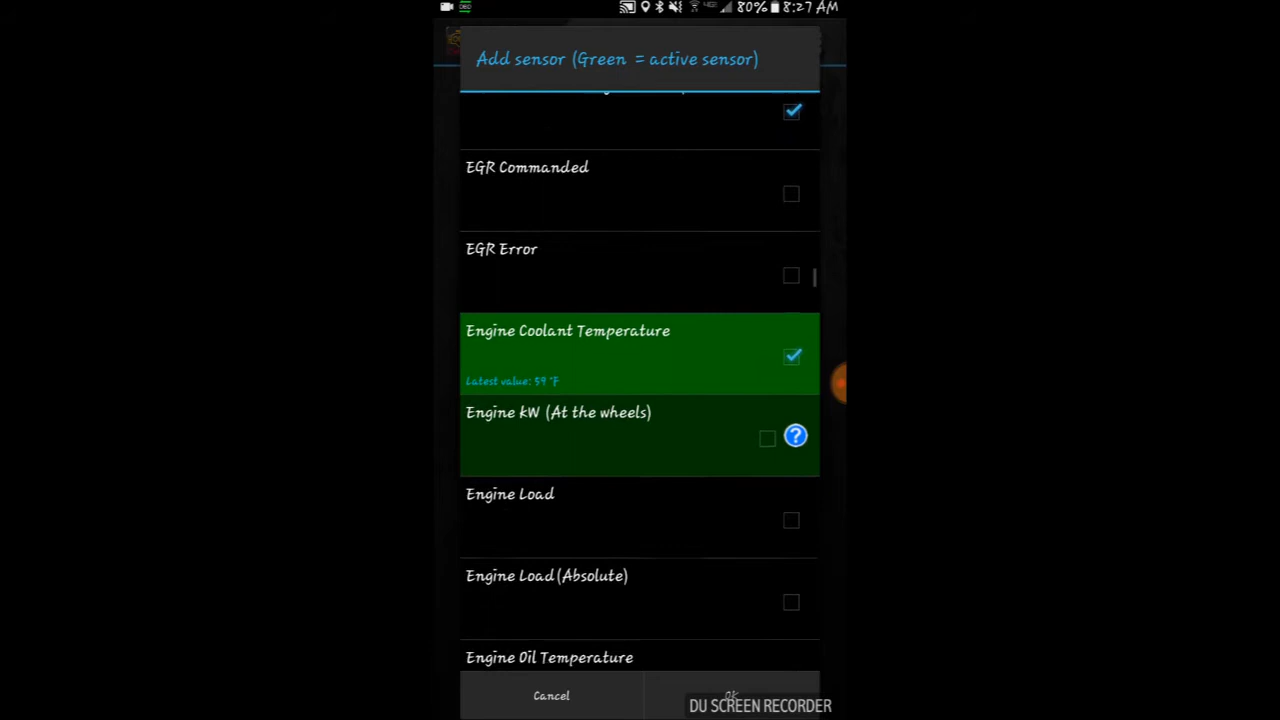 80% 8:27 AM
Add sensor (Green = active sensor)
EGR Commanded
EGR Error
Engine Coolant Temperature
Latest value: 59 °F
Engine kW (At the wheels)
?
Engine Load
Engine Load(Absolute)
Engine Oil Temperature
Cancel
OK
DU SCREEN RECORDER